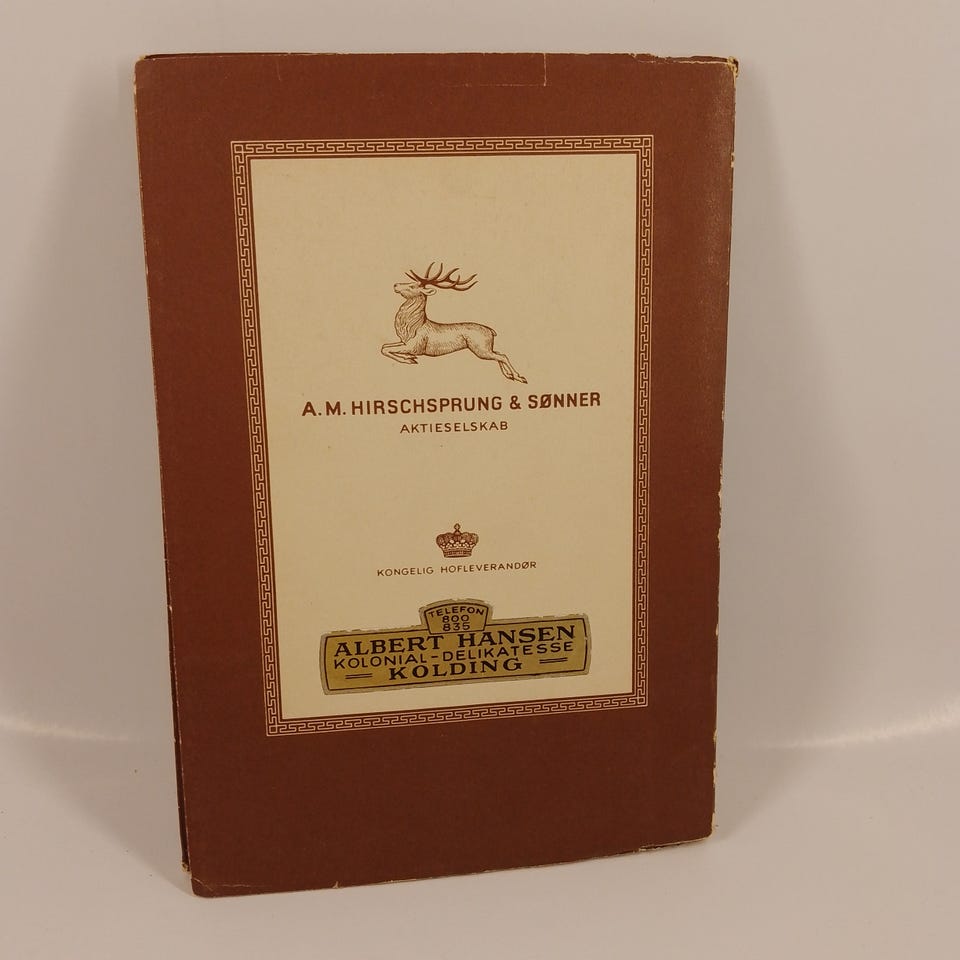 A.M. HIRSCHSPRUNG & SØNNER
AKTIESELSKAB
KONGELIG HOFLEVERANDØR
TELEFON
800
835
ALBERT HANSEN
KOLONIAL-DELIKATESSE
KOLDING